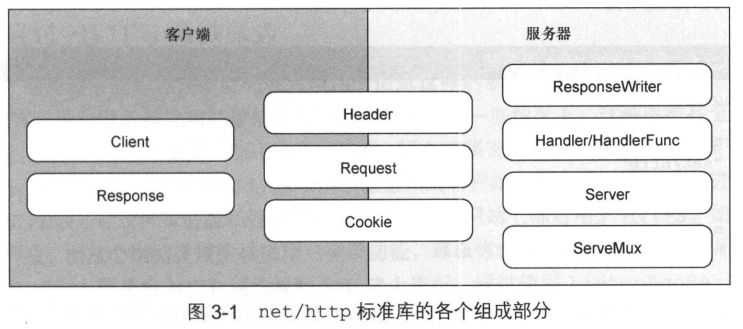 客户端
服务器
Client
Response
Header
Request
Cookie
ResponseWriter
Handler/HandlerFunc
Server
ServeMux
图 3-1 net/http 标准库的各个组成部分